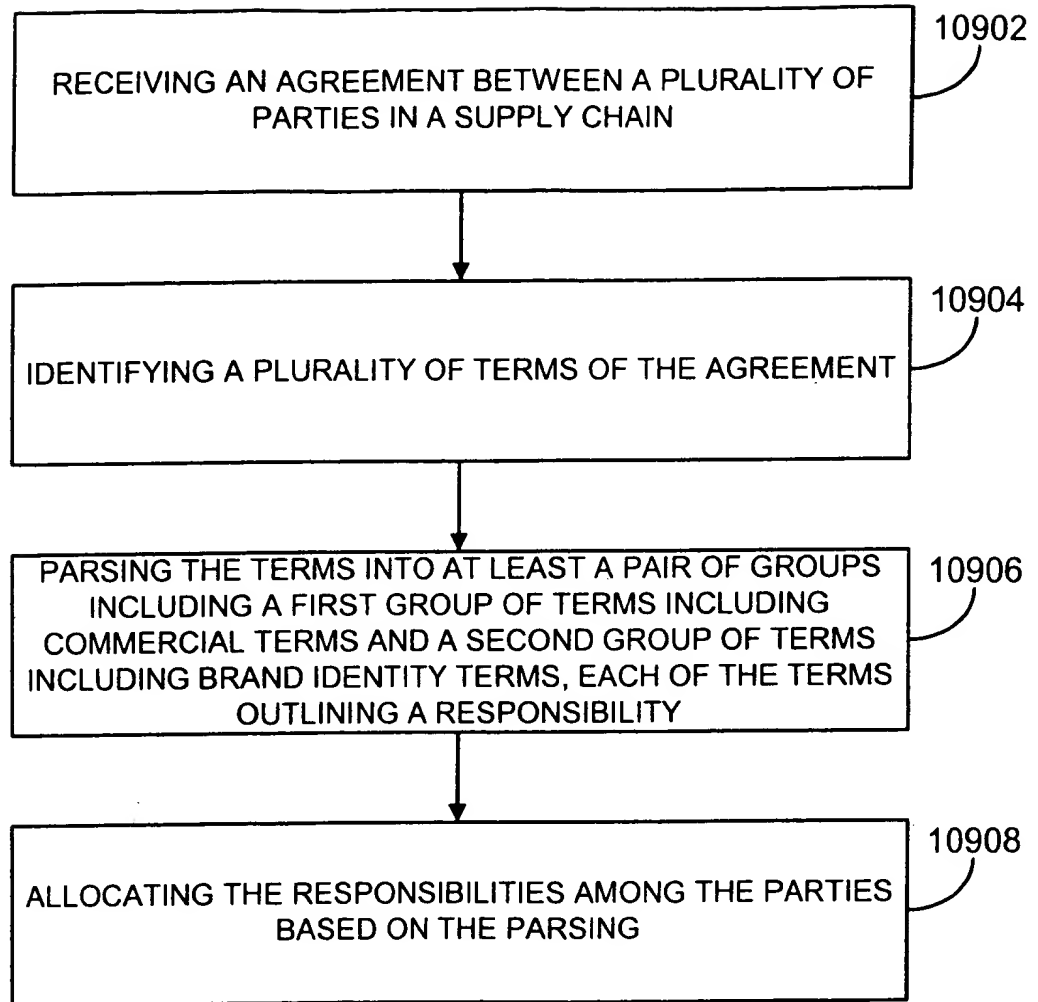 10902
RECEIVING AN AGREEMENT BETWEEN A PLURALITY OF
PARTIES IN A SUPPLY CHAIN
10904
IDENTIFYING A PLURALITY OF TERMS OF THE AGREEMENT
10906
PARSING THE TERMS INTO AT LEAST A PAIR OF GROUPS
INCLUDING A FIRST GROUP OF TERMS INCLUDING
COMMERCIAL TERMS AND A SECOND GROUP OF TERMS
INCLUDING BRAND IDENTITY TERMS, EACH OF THE TERMS
OUTLINING A RESPONSIBILITY
10908
ALLOCATING THE RESPONSIBILITIES AMONG THE PARTIES
BASED ON THE PARSING